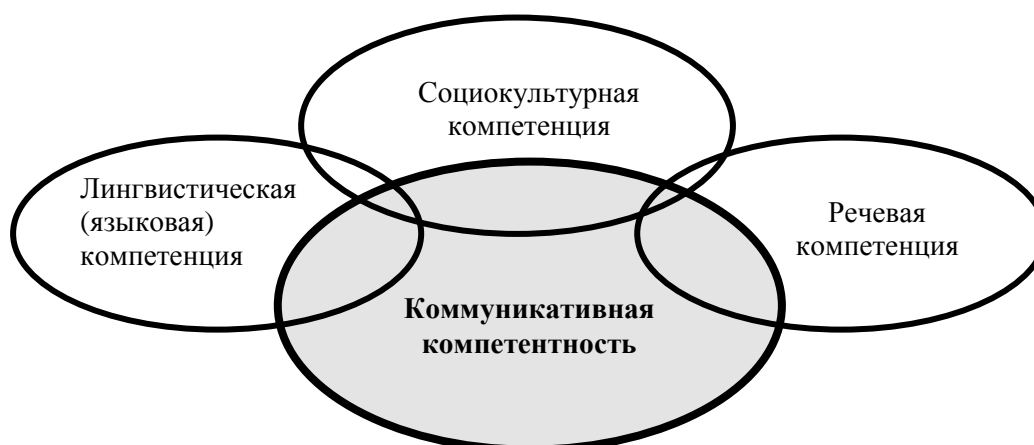 Социокультурная
компетенция
Лингвистическая
(языковая)
компетенция
Речевая
компетенция
Коммуникативная
компетентность